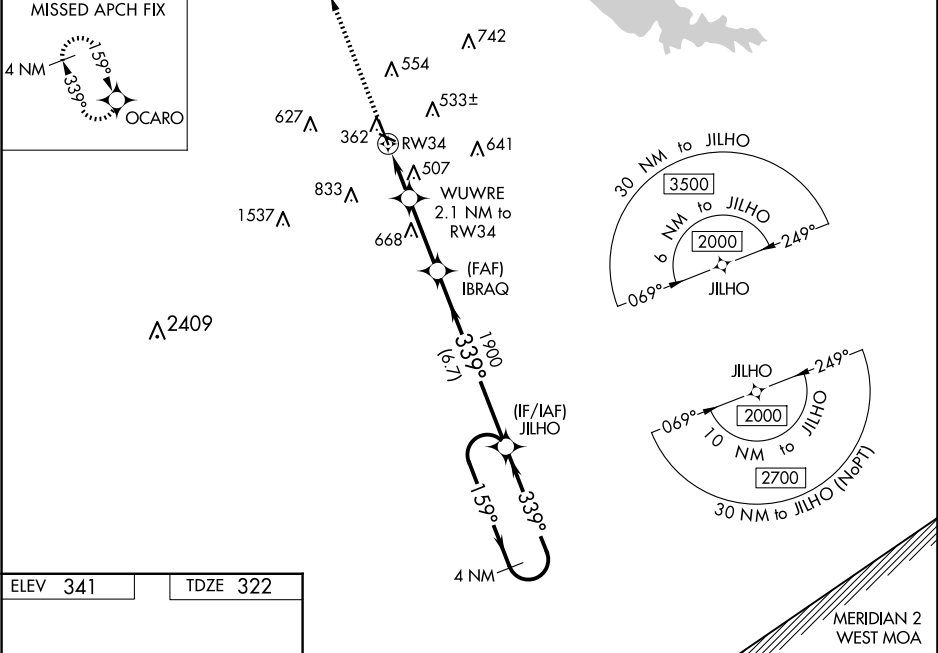 MISSED APCH FIX
4 NM
159°
339°
OCARO
742
554
533±
627
362
RW34
641
507
833
WUWRE
2.1 NM to
RW34
1537
668
(FAF)
IBRAQ
2409
1900
339°
(6.7)
(IF/IAF)
JILHO
159°
339°
4 NM
30 NM to JILHO
3500
6 NM to JILHO
2000
249°
069°
JILHO
JILHO
249°
069°
2000
10 NM to JILHO
2700
30 NM to JILHO (NoPT)
ELEV 341
TDZE 322
MERIDIAN 2
WEST MOA